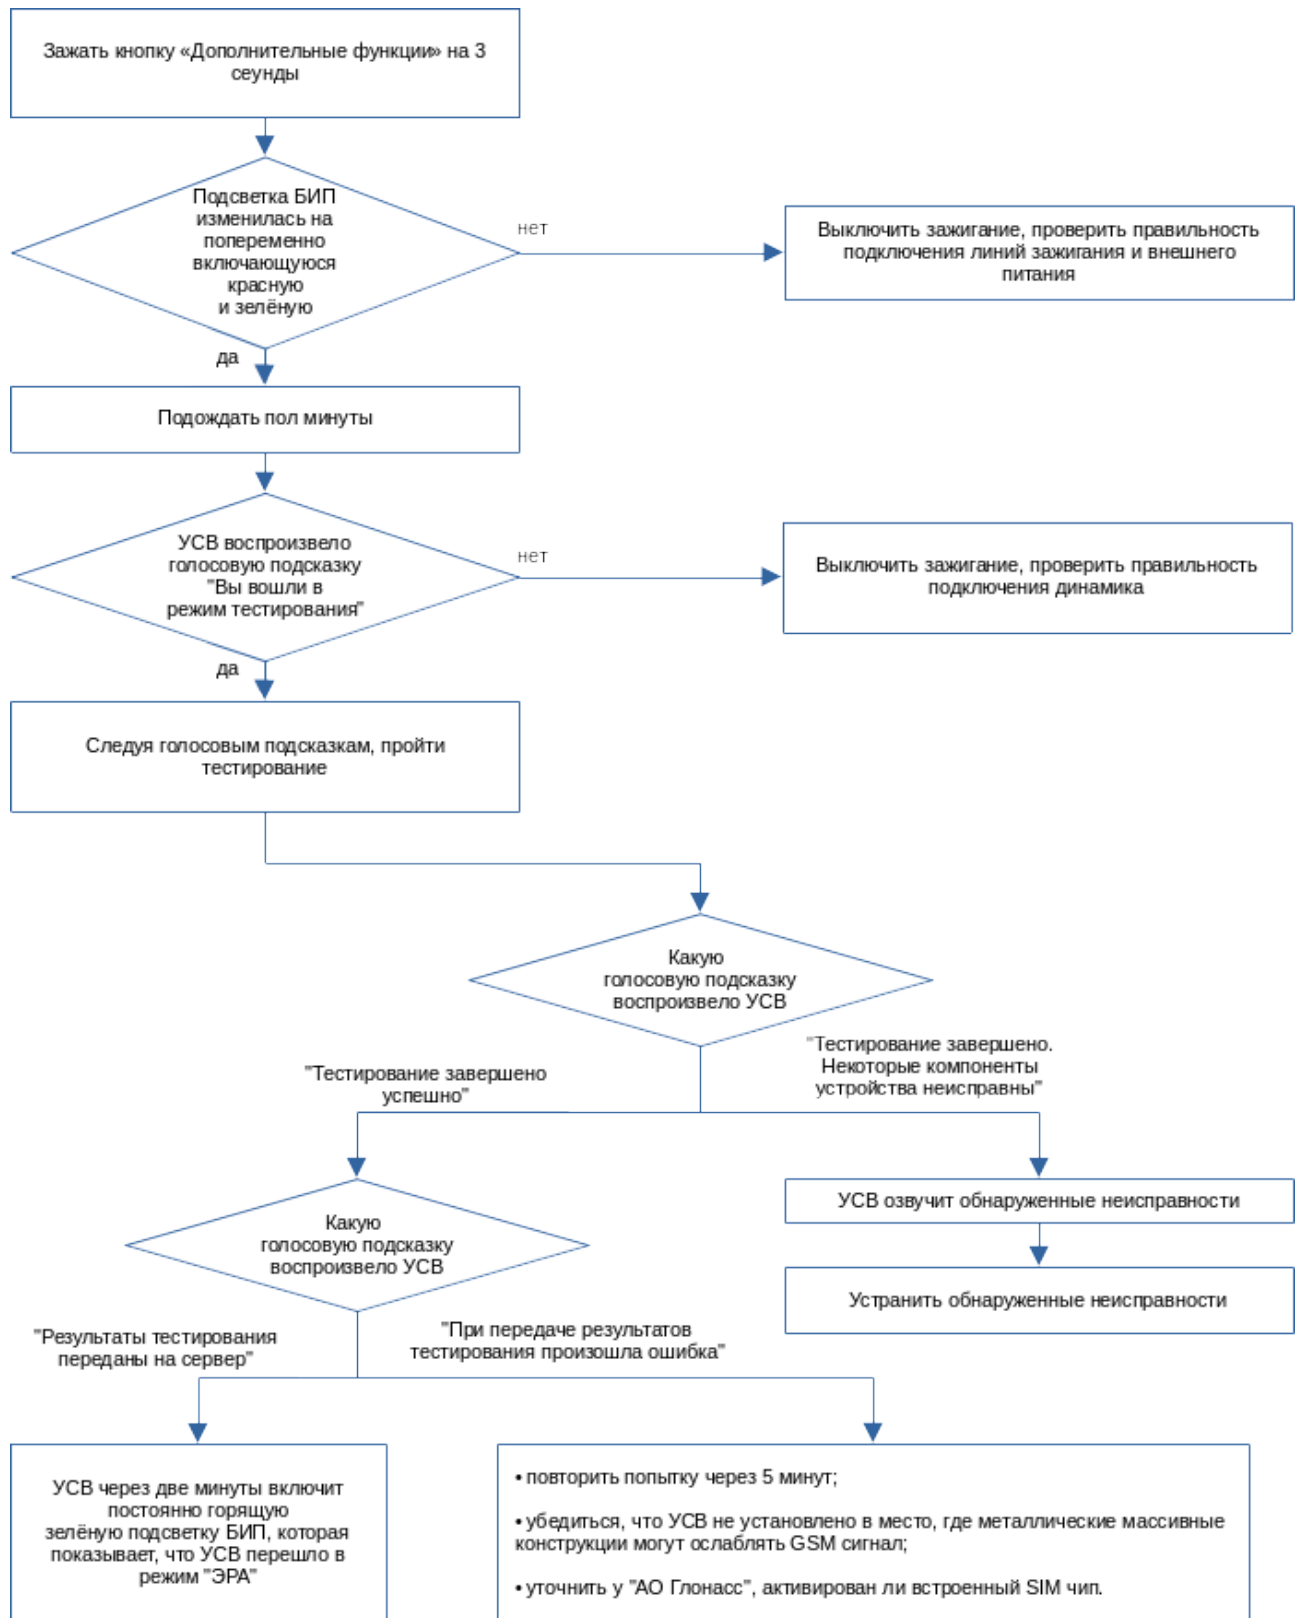 Зажать кнопку «Дополнительные функции» на 3
сеунды
Подсветка БИП
изменилась на
попеременно
включающуюся
красную
и зелёную
нет
Выключить зажигание, проверить правильность
подключения линий зажигания и внешнего
питания
да
Подождать пол минуты
УСВ воспроизвело
голосовую подсказку
"Вы вошли в
режим тестирования"
нет
Выключить зажигание, проверить правильность
подключения динамика
да
Следуя голосовым подсказкам, пройти
тестирование
Какую
голосовую подсказку
воспроизвело УСВ
"Тестирование завершено
успешно"
"Тестирование завершено.
Некоторые компоненты
устройства неисправны"
Какую
голосовую подсказку
воспроизвело УСВ
УСВ озвучит обнаруженные неисправности
Устранить обнаруженные неисправности
"Результаты тестирования
переданы на сервер"
"При передаче результатов
тестирования произошла ошибка"
УСВ через две минуты включит
постоянно горящую
зелёную подсветку БИП, которая
показывает, что УСВ перешло в
режим "ЭРА"
• повторить попытку через 5 минут;
• убедиться, что УСВ не установлено в место, где металлические массивные
конструкции могут ослаблять GSM сигнал;
• уточнить у "АО Глонасс", активирован ли встроенный SIM чип.